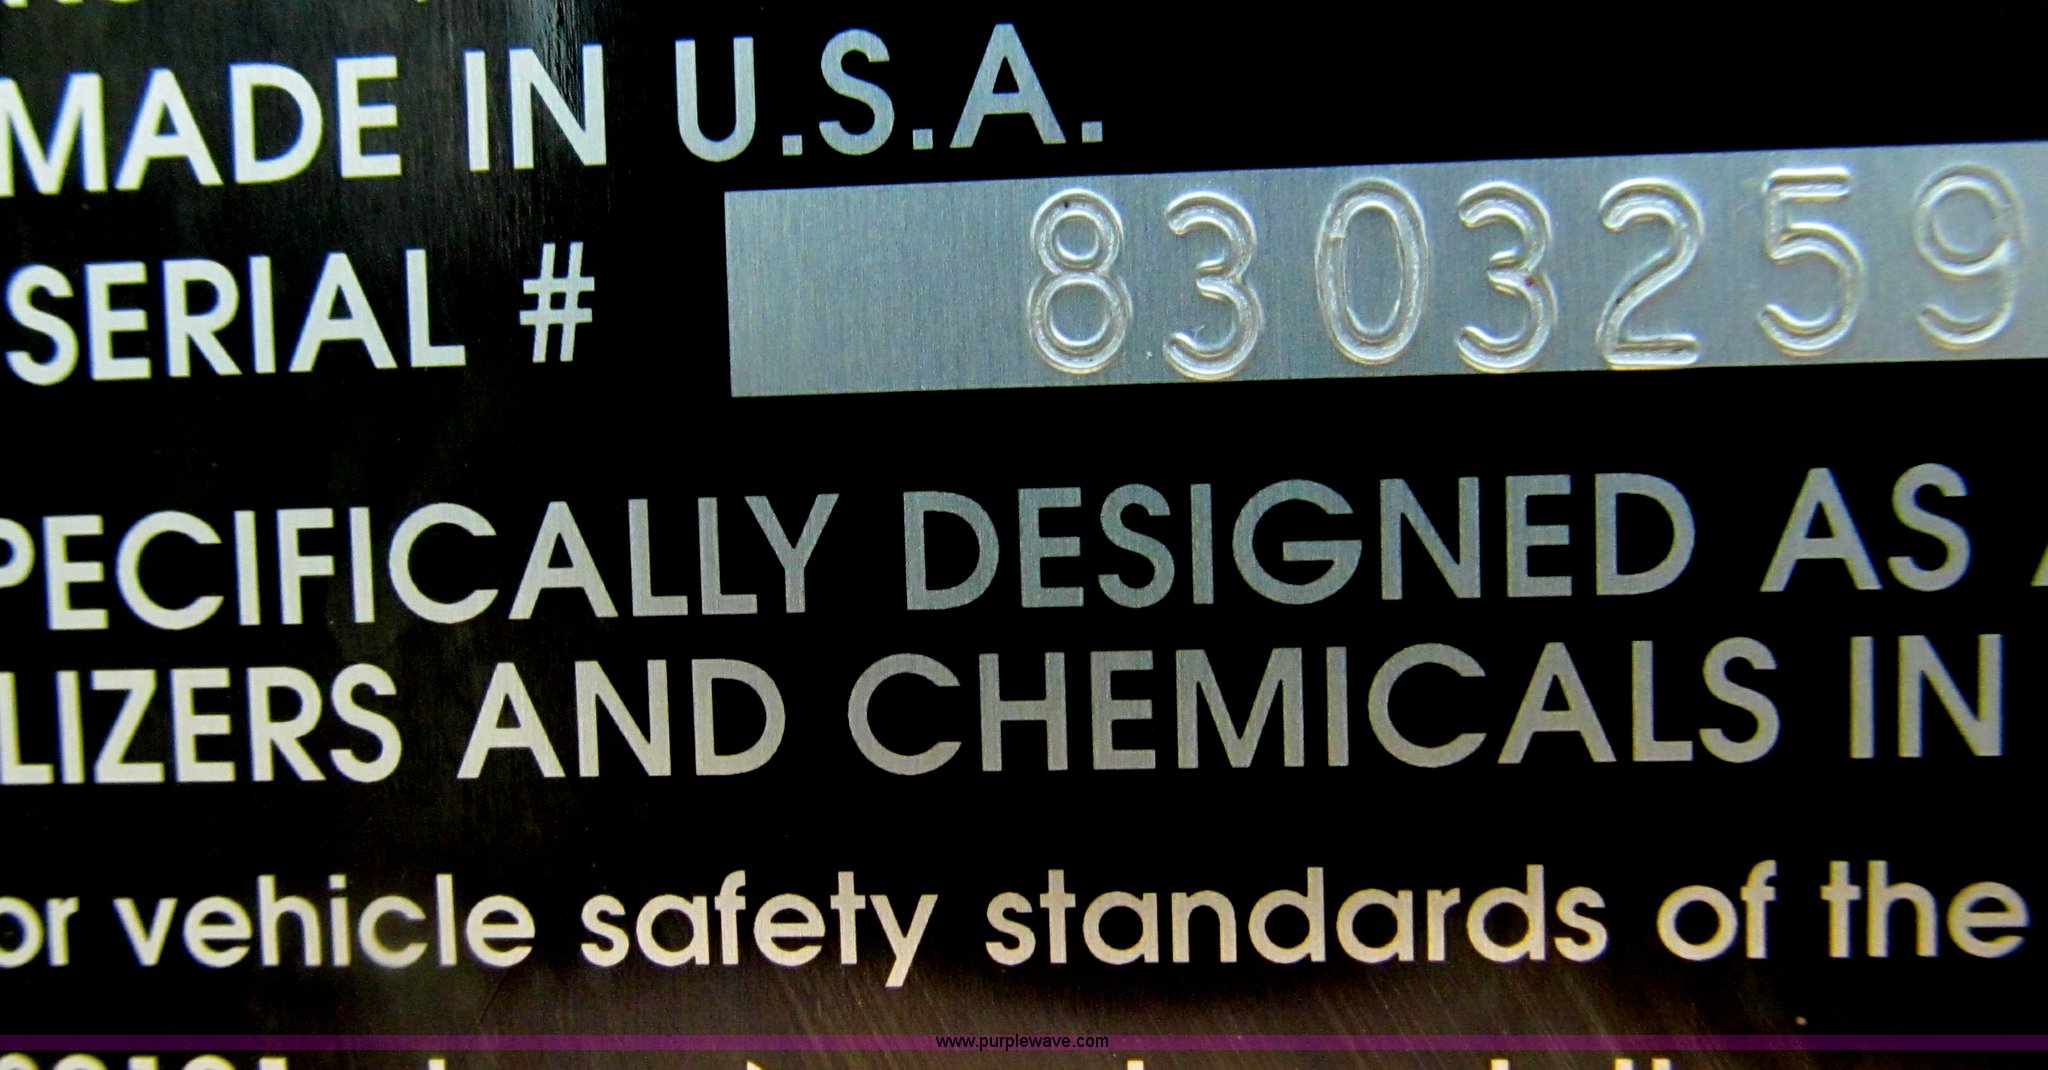 MADE IN U.S.A.
SERIAL # 8303259
PECIFICALLY DESIGNED AS
LIZERS AND CHEMICALS IN
or vehicle safety standards of the
www.purplewave.com